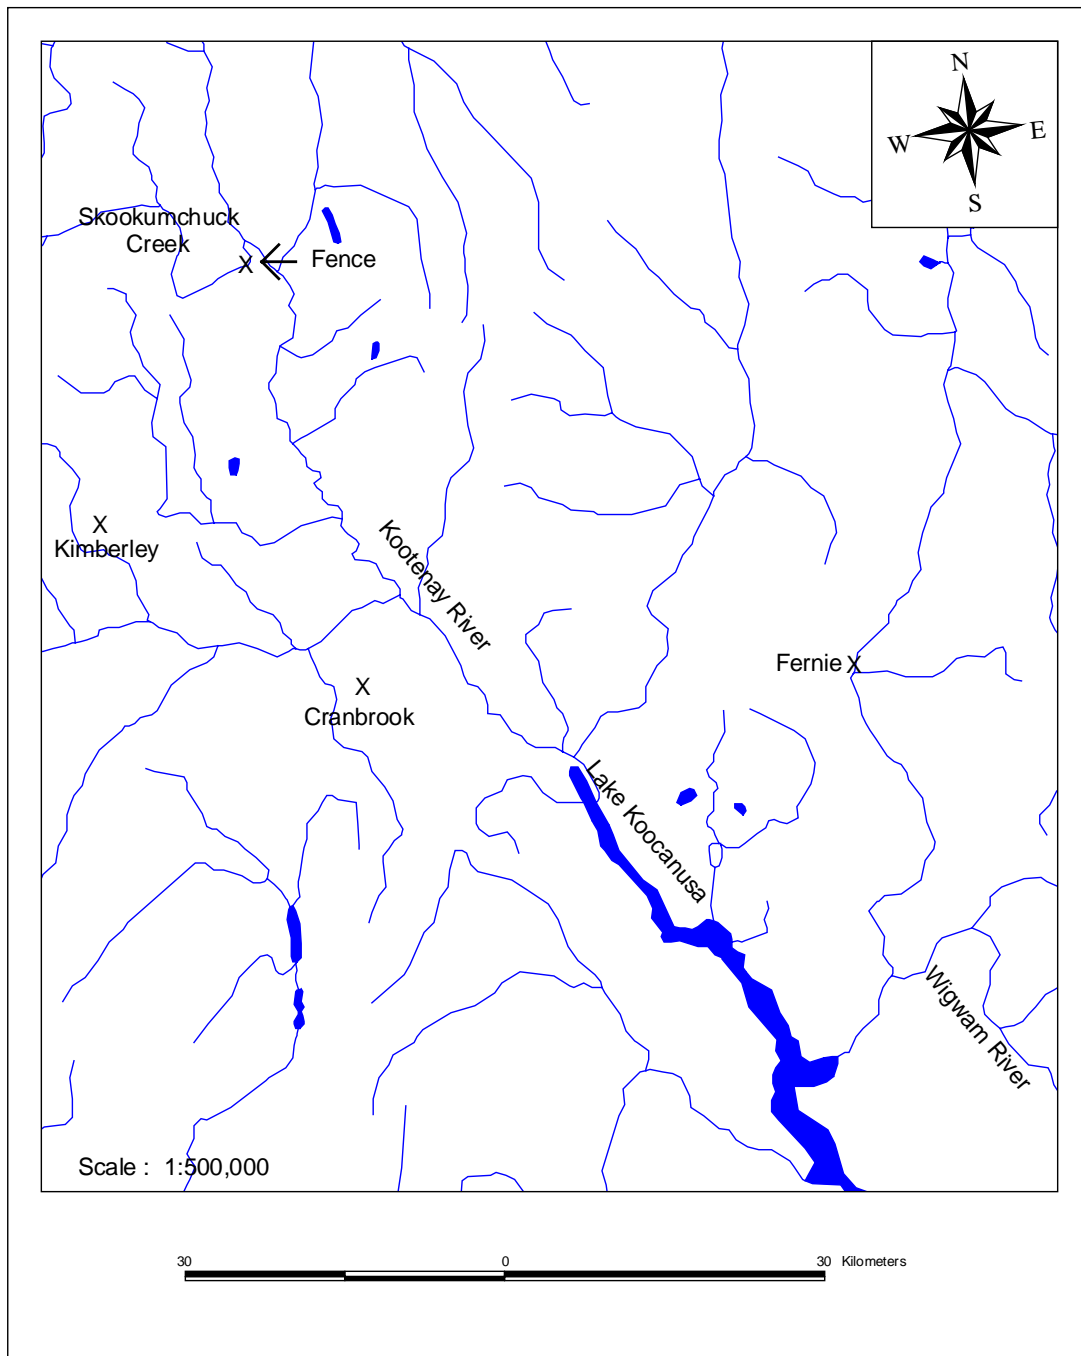 N
W
E
S
Skookumchuck
Creek
X
Fence
X
Kimberley
Kootenay River
Fernie X
X
Cranbrook
Lake Koocanusa
Wigwam River
Scale : 1:500,000
30 0 30 Kilometers